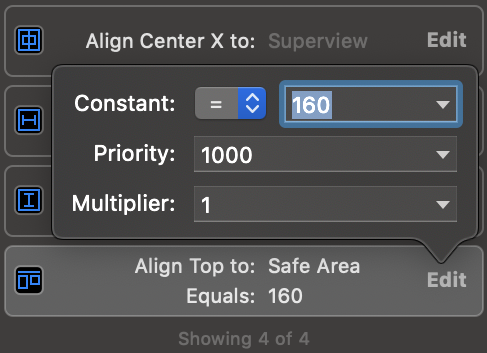 Align Center X to: Superview Edit
Constant: = 160
Priority: 1000
Multiplier: 1
Align Top to: Safe Area Edit
Equals: 160
Showing 4 of 4